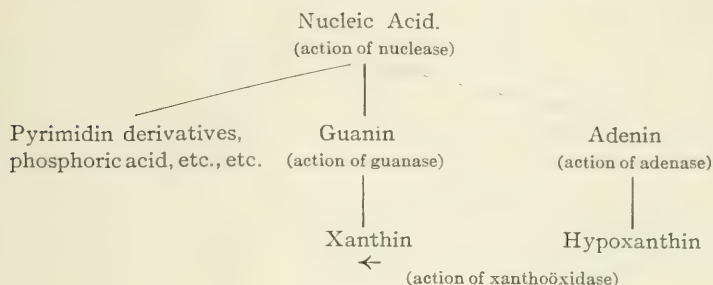 Nucleic Acid.
(action of nuclease)
Pyrimidin derivatives,
phosphoric acid, etc., etc.
Guanin
(action of guanase)
Adenin
(action of adenase)
Xanthin
Hypoxanthin
←
(action of xanthoöxidase)